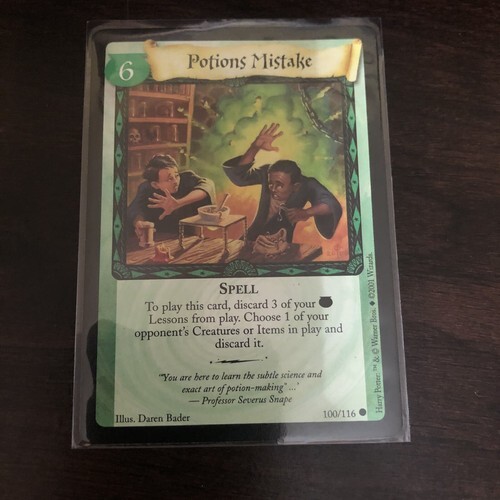 6
Potions Mistake
SPELL
To play this card, discard 3 of your
Lessons from play. Choose 1 of your
opponent's Creatures or Items in play and
discard it.
"You are here to learn the subtle science and
exact art of potion-making" ..."
— Professor Severus Snape
Illus. Daren Bader
100/116
Harry Potter, ™ & © Warner Bros. ◆ ©2001 Wizards.